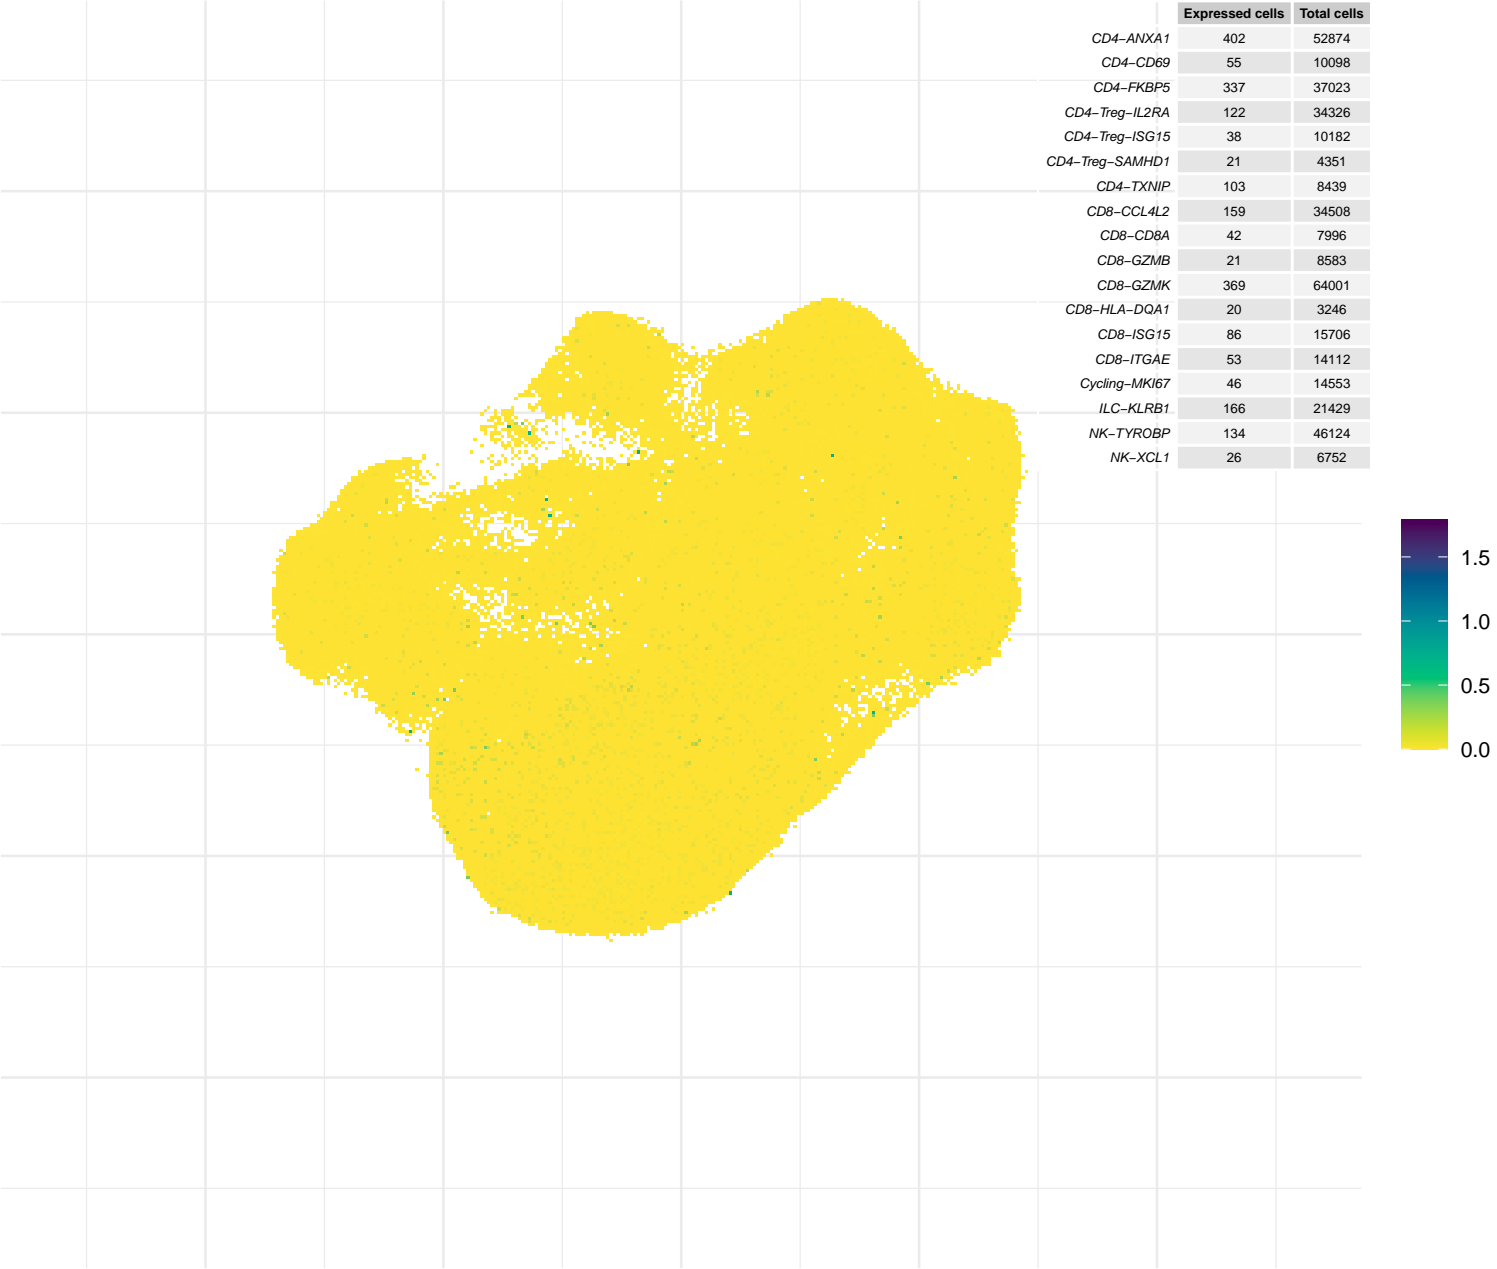 Expressed cells Total cells
CD4−ANXA1 402 52874
CD4−CD69 55 10098
CD4−FKBP5 337 37023
CD4−Treg−IL2RA 122 34326
CD4−Treg−ISG15 38 10182
CD4−Treg−SAMHD1 21 4351
CD4−TXNIP 103 8439
CD8−CCL4L2 159 34508
CD8−CD8A 42 7996
CD8−GZMB 21 8583
CD8−GZMK 369 64001
CD8−HLA−DQA1 20 3246
CD8−ISG15 86 15706
CD8−ITGAE 53 14112
Cycling−MKI67 46 14553
ILC−KLRB1 166 21429
NK−TYROBP 134 46124
NK−XCL1 26 6752
1.5
1.0
0.5
0.0